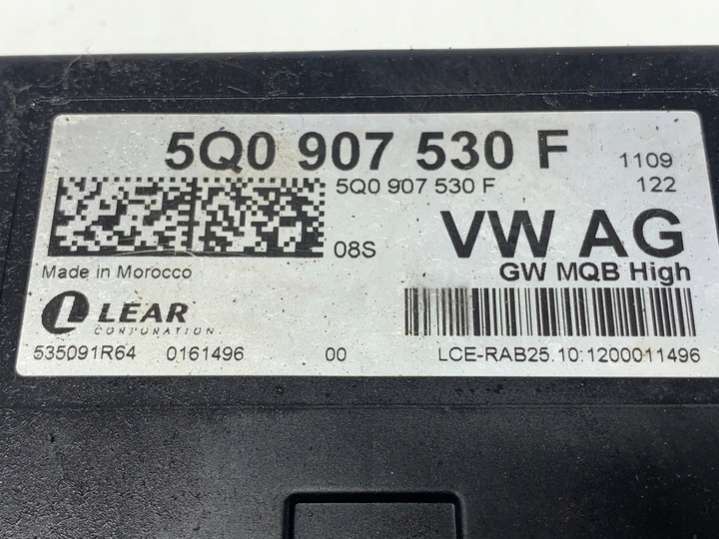 5Q0 907 530 F
1109
5Q0 907 530 F
122
08S
VW AG
Made in Morocco
GW MQB High
LEAR
CORPORATION
535091R64 0161496 00 LCE-RAB25.10:1200011496